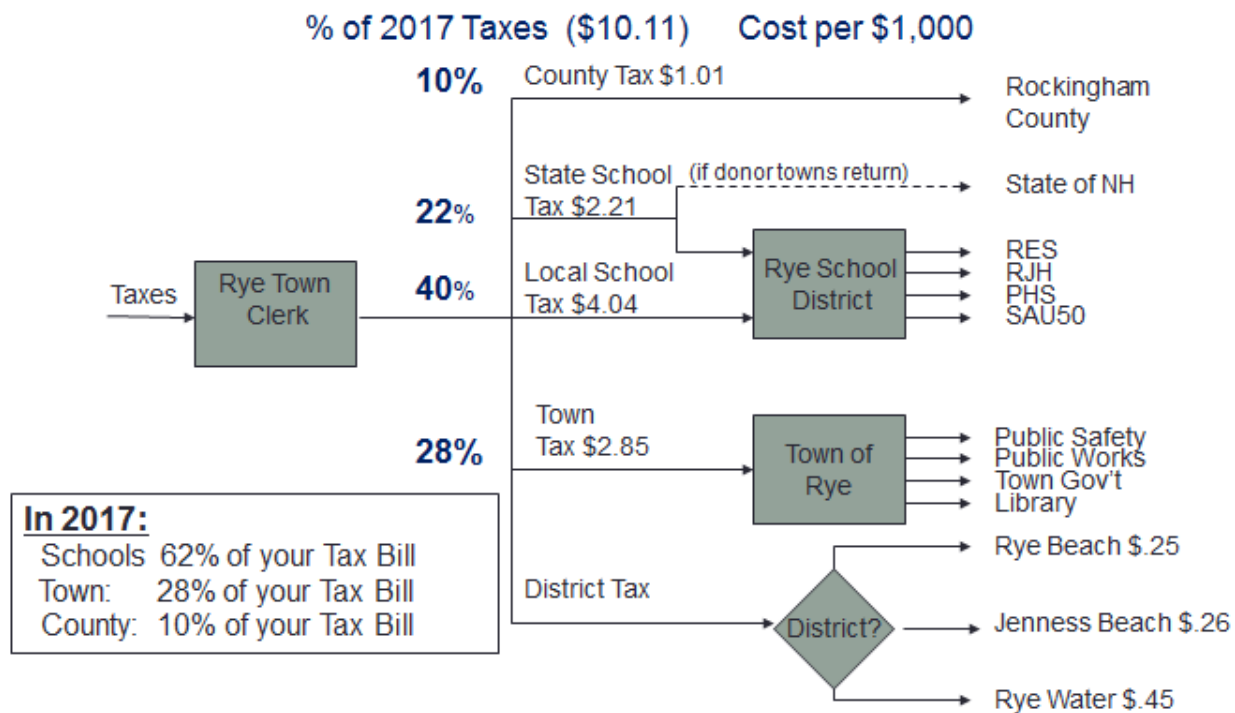 % of 2017 Taxes ($10.11) Cost per $1,000
10%
County Tax $1.01
Rockingham
County
State School
Tax $2.21
(if donor towns return)
State of NH
22%
Rye School
District
RES
RJH
PHS
SAU50
Taxes
Rye Town
Clerk
40%
Local School
Tax $4.04
Town
Tax $2.85
28%
Town of
Rye
Public Safety
Public Works
Town Gov't
Library
In 2017:
Schools 62% of your Tax Bill
Town: 28% of your Tax Bill
County: 10% of your Tax Bill
District Tax
District?
Rye Beach $.25
Jenness Beach $.26
Rye Water $.45